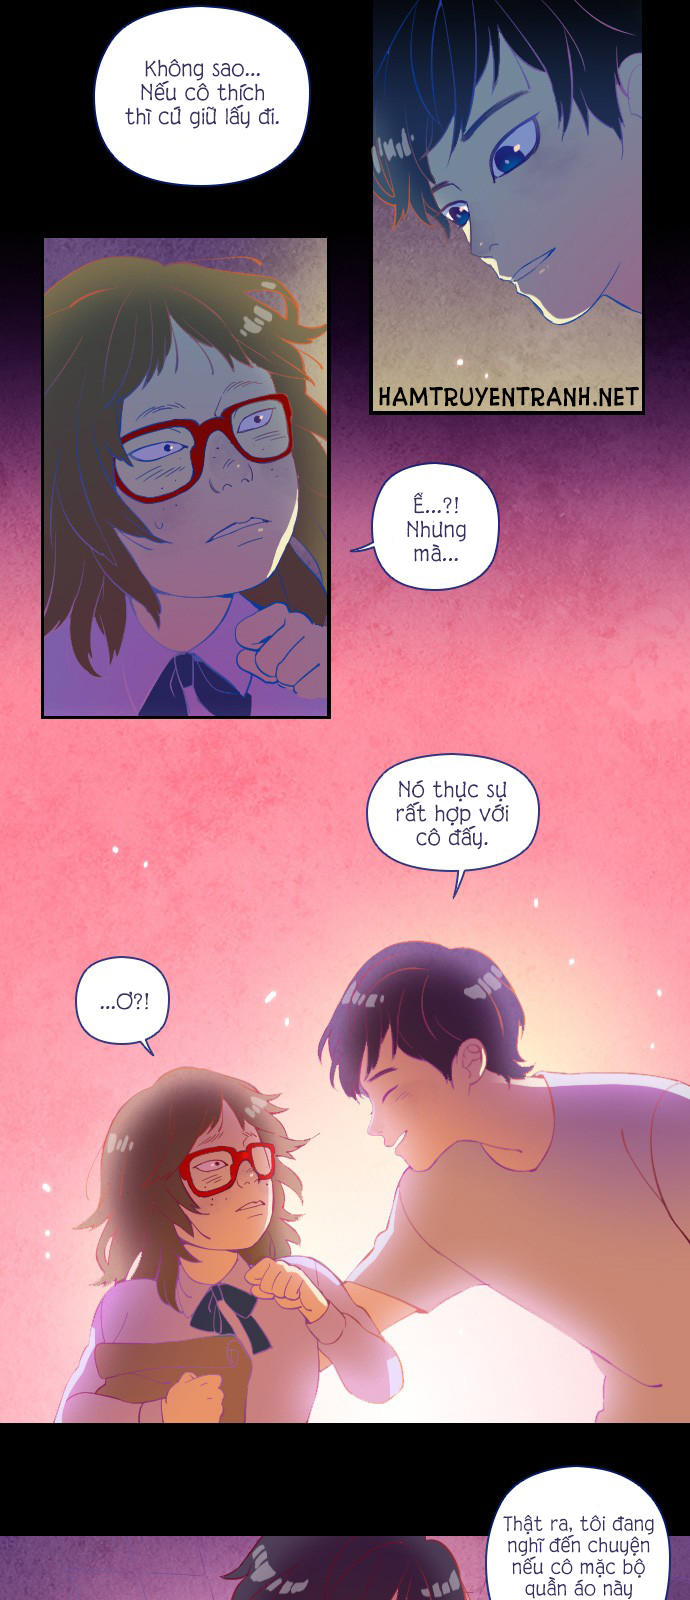 Không sao...
Nếu cô thích
thì cứ giữ lấy đi.
HAMTRUYENTRANH.NET
Ể...?!
Nhưng
mà...
Nó thực sự
rất hợp với
cô đấy.
...Ơ?!
Thật ra, tôi đang
nghĩ đến chuyện
nếu cô mặc bộ
quần áo này